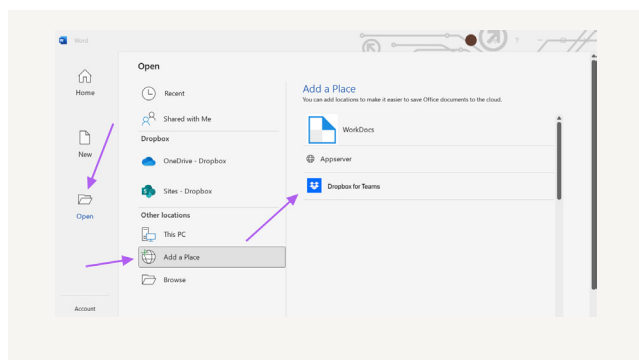 Word
Home
New
Open
Account
Open
Recent
Shared with Me
Dropbox
OneDrive - Dropbox
Sites - Dropbox
Other locations
This PC
Add a Place
Browse
Add a Place
You can add locations to make it easier to save Office documents to the cloud.
WorkDocs
Appserver
Dropbox for Teams